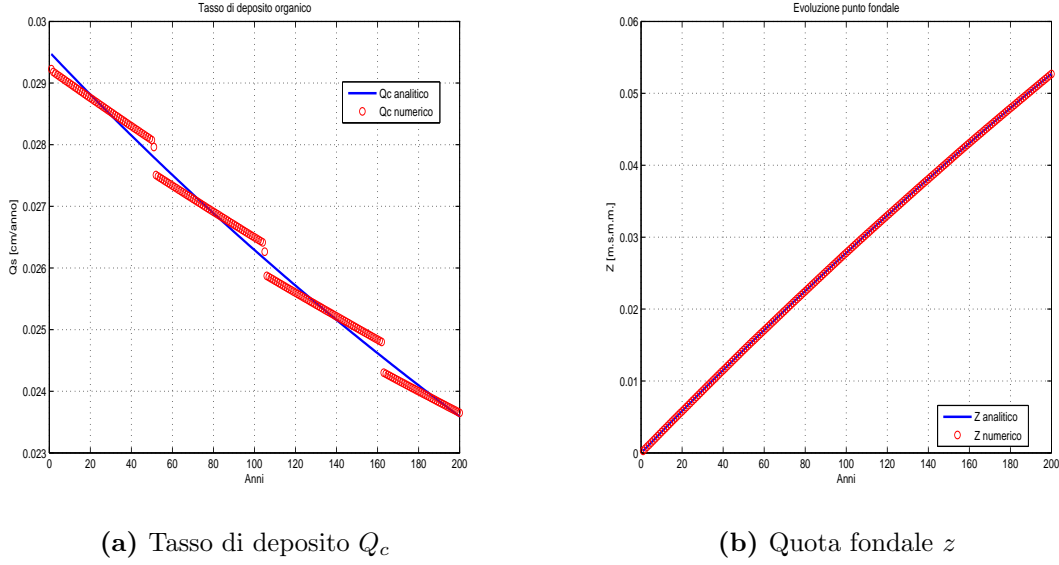 Tasso di deposito organico
0.03
0.029
0.028
0.027
0.026
0.025
0.024
0.023
Qs [cm/anno]
0 20 40 60 80 100 120 140 160 180 200
Anni
Qc analitico
Qc numerico
(a) Tasso di deposito Qc
Evoluzione punto fondale
0.06
0.05
0.04
0.03
0.02
0.01
0
Z [m.s.m.m.]
0 20 40 60 80 100 120 140 160 180 200
Anni
Z analitico
Z numerico
(b) Quota fondale z